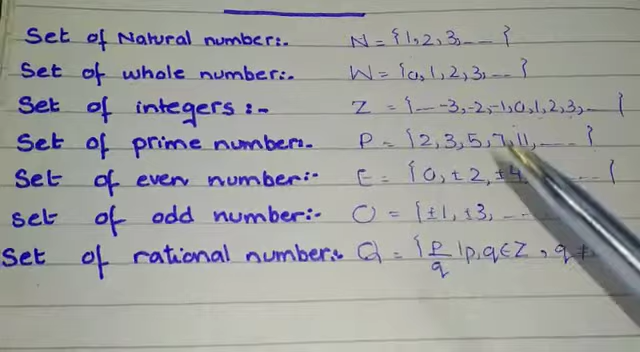 Set of Natural number:- N = {1, 2, 3, ---- }
Set of whole number:- W = {0, 1, 2, 3, --- }
Set of integers :- Z = { --- -3, -2, -1, 0, 1, 2, 3, --- }
Set of prime number:- P = {2, 3, 5, 7, 11, ---- }
Set of even number:- E = {0, ±2, ±4, --- }
Set of odd number:- O = {±1, ±3, ---
Set of rational number:- Q = { p/q | p, q ∈ Z, q ≠